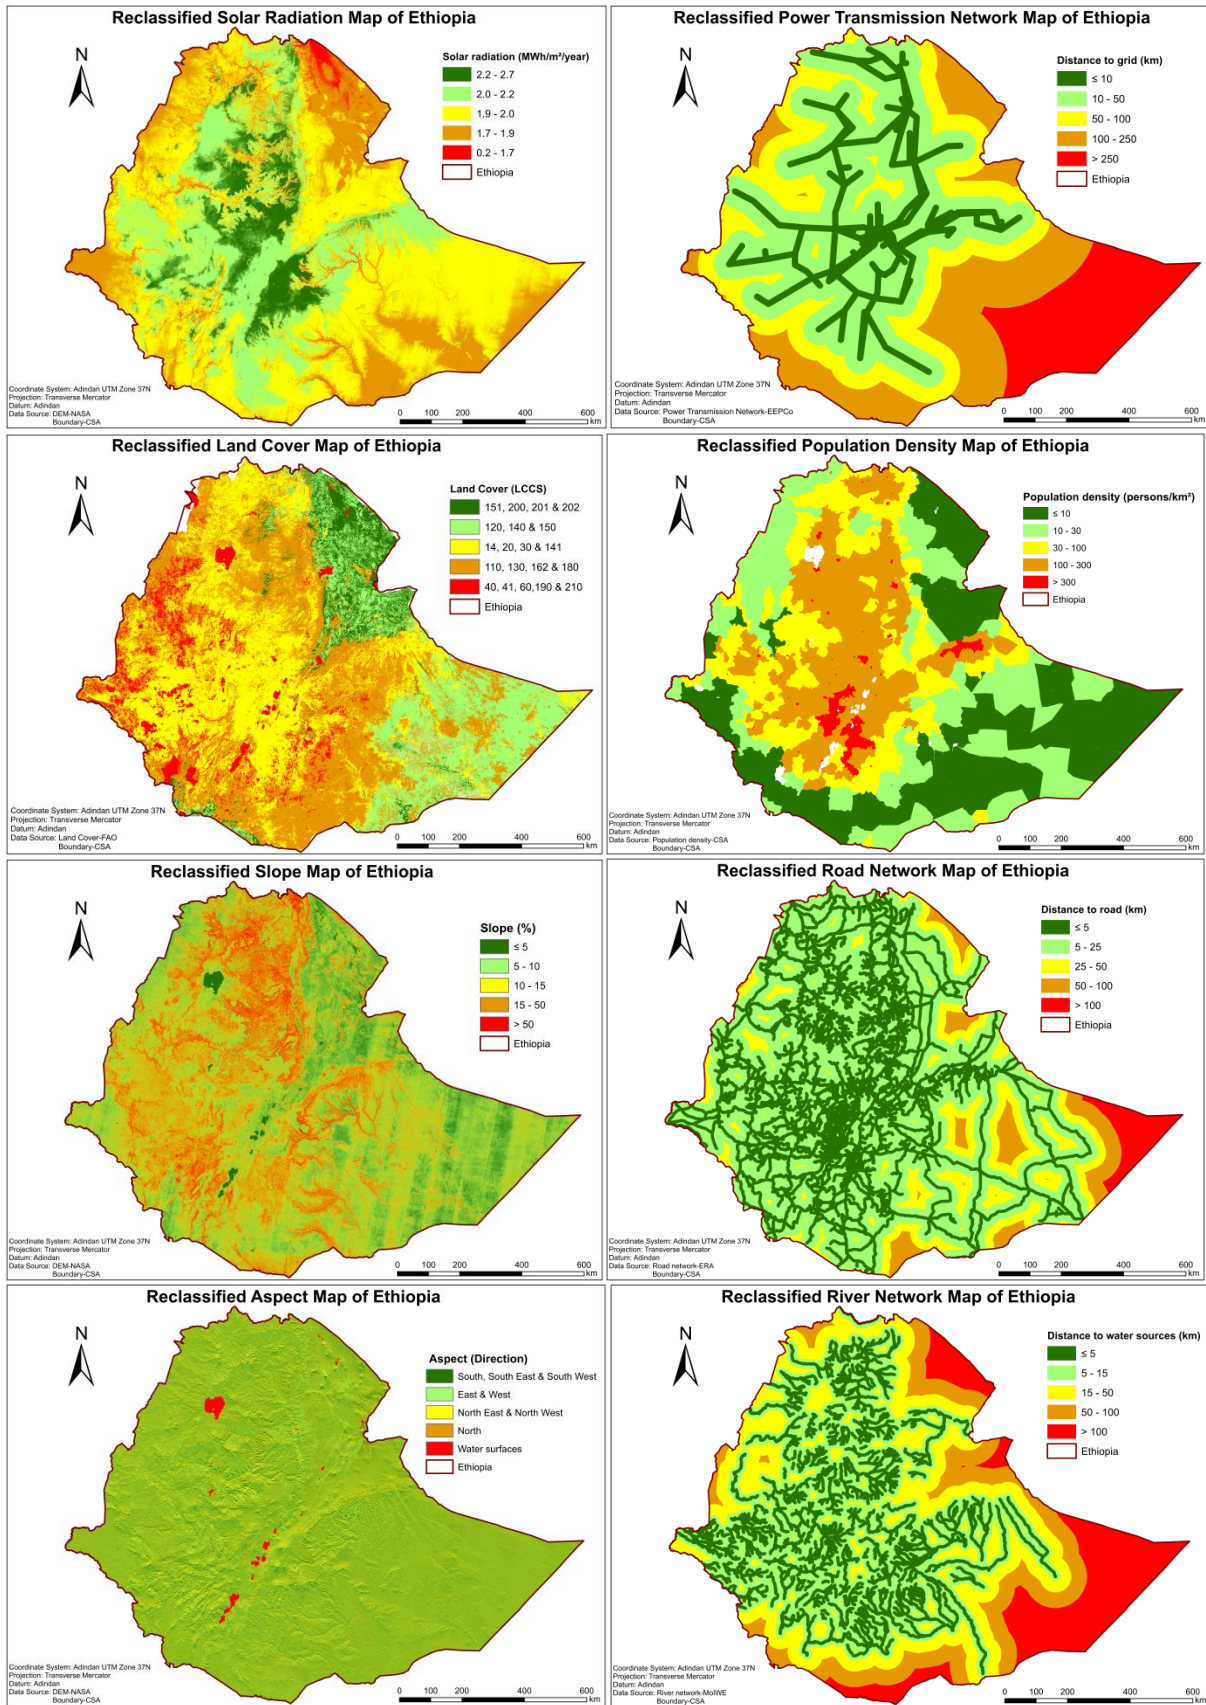 Reclassified Solar Radiation Map of Ethiopia
N
Solar radiation (MWh/m²/year)
2.2 - 2.7
2.0 - 2.2
1.9 - 2.0
1.7 - 1.9
0.2 - 1.7
Ethiopia
Coordinate System: Adindan UTM Zone 37N
Projection: Transverse Mercator
Datum: Adindan
Data Source: DEM-NASA
Boundary-CSA
0 100 200 400 600
km
Reclassified Power Transmission Network Map of Ethiopia
N
Distance to grid (km)
≤ 10
10 - 50
50 - 100
100 - 250
> 250
Ethiopia
Coordinate System: Adindan UTM Zone 37N
Projection: Transverse Mercator
Datum: Adindan
Data Source: Power Transmission Network-EEPCo
Boundary-CSA
0 100 200 400 600
km
Reclassified Land Cover Map of Ethiopia
N
Land Cover (LCCS)
151, 200, 201 & 202
120, 140 & 150
14, 20, 30 & 141
110, 130, 162 & 180
40, 41, 60,190 & 210
Ethiopia
Coordinate System: Adindan UTM Zone 37N
Projection: Transverse Mercator
Datum: Adindan
Data Source: Land Cover-FAO
Boundary-CSA
0 100 200 400 600
km
Reclassified Population Density Map of Ethiopia
N
Population density (persons/km²)
≤ 10
10 - 30
30 - 100
100 - 300
> 300
Ethiopia
Coordinate System: Adindan UTM Zone 37N
Projection: Transverse Mercator
Datum: Adindan
Data Source: Population density-CSA
Boundary-CSA
0 100 200 400 600
km
Reclassified Slope Map of Ethiopia
N
Slope (%)
≤ 5
5 - 10
10 - 15
15 - 50
> 50
Ethiopia
Coordinate System: Adindan UTM Zone 37N
Projection: Transverse Mercator
Datum: Adindan
Data Source: DEM-NASA
Boundary-CSA
0 100 200 400 600
km
Reclassified Road Network Map of Ethiopia
N
Distance to road (km)
≤ 5
5 - 25
25 - 50
50 - 100
> 100
Ethiopia
Coordinate System: Adindan UTM Zone 37N
Projection: Transverse Mercator
Datum: Adindan
Data Source: Road network-ERA
Boundary-CSA
0 100 200 400 600
km
Reclassified Aspect Map of Ethiopia
N
Aspect (Direction)
South, South East & South West
East & West
North East & North West
North
Water surfaces
Ethiopia
Coordinate System: Adindan UTM Zone 37N
Projection: Transverse Mercator
Datum: Adindan
Data Source: DEM-NASA
Boundary-CSA
0 100 200 400 600
km
Reclassified River Network Map of Ethiopia
N
Distance to water sources (km)
≤ 5
5 - 15
15 - 50
50 - 100
> 100
Ethiopia
Coordinate System: Adindan UTM Zone 37N
Projection: Transverse Mercator
Datum: Adindan
Data Source: River network-MoIWE
Boundary-CSA
0 100 200 400 600
km